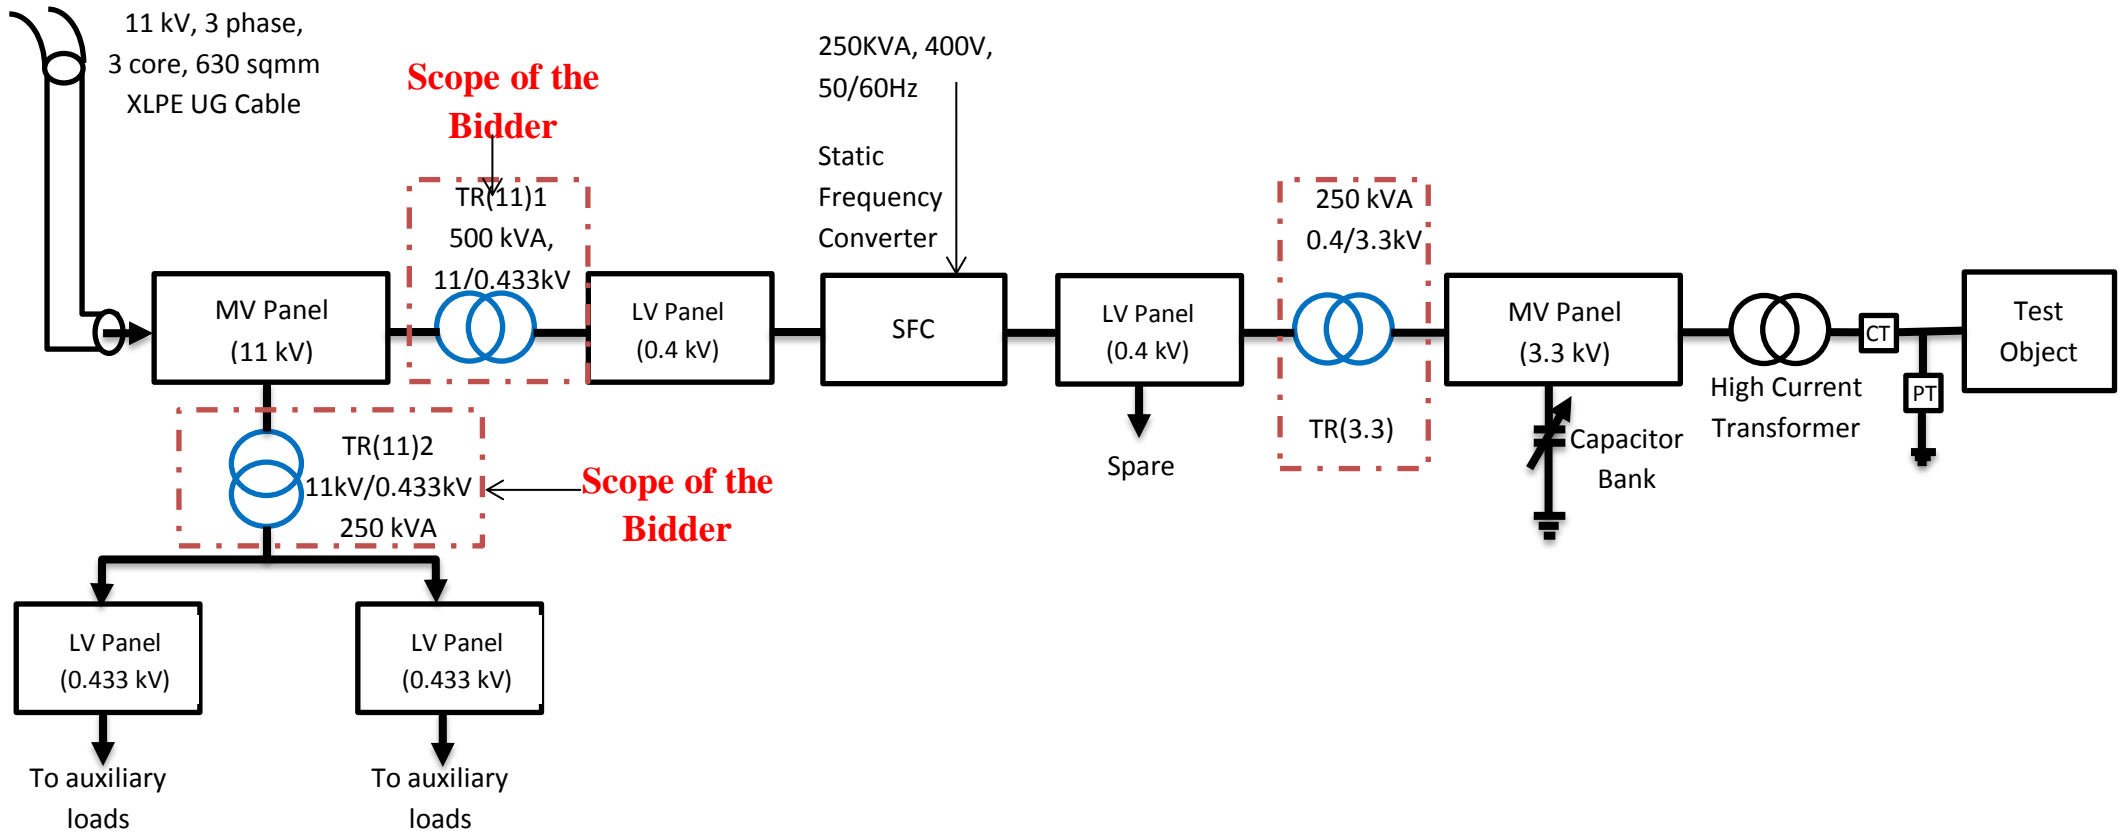 11 kV, 3 phase,
3 core, 630 sqmm
XLPE UG Cable
Scope of the
Bidder
250KVA, 400V,
50/60Hz
Static
Frequency
Converter
TR(11)1
500 kVA,
11/0.433kV
250 kVA
0.4/3.3kV
TR(3.3)
MV Panel
(11 kV)
LV Panel
(0.4 kV)
SFC
LV Panel
(0.4 kV)
Spare
MV Panel
(3.3 kV)
High Current
Transformer
CT
PT
Test
Object
Capacitor
Bank
TR(11)2
11kV/0.433kV
250 kVA
Scope of the
Bidder
LV Panel
(0.433 kV)
LV Panel
(0.433 kV)
To auxiliary
loads
To auxiliary
loads